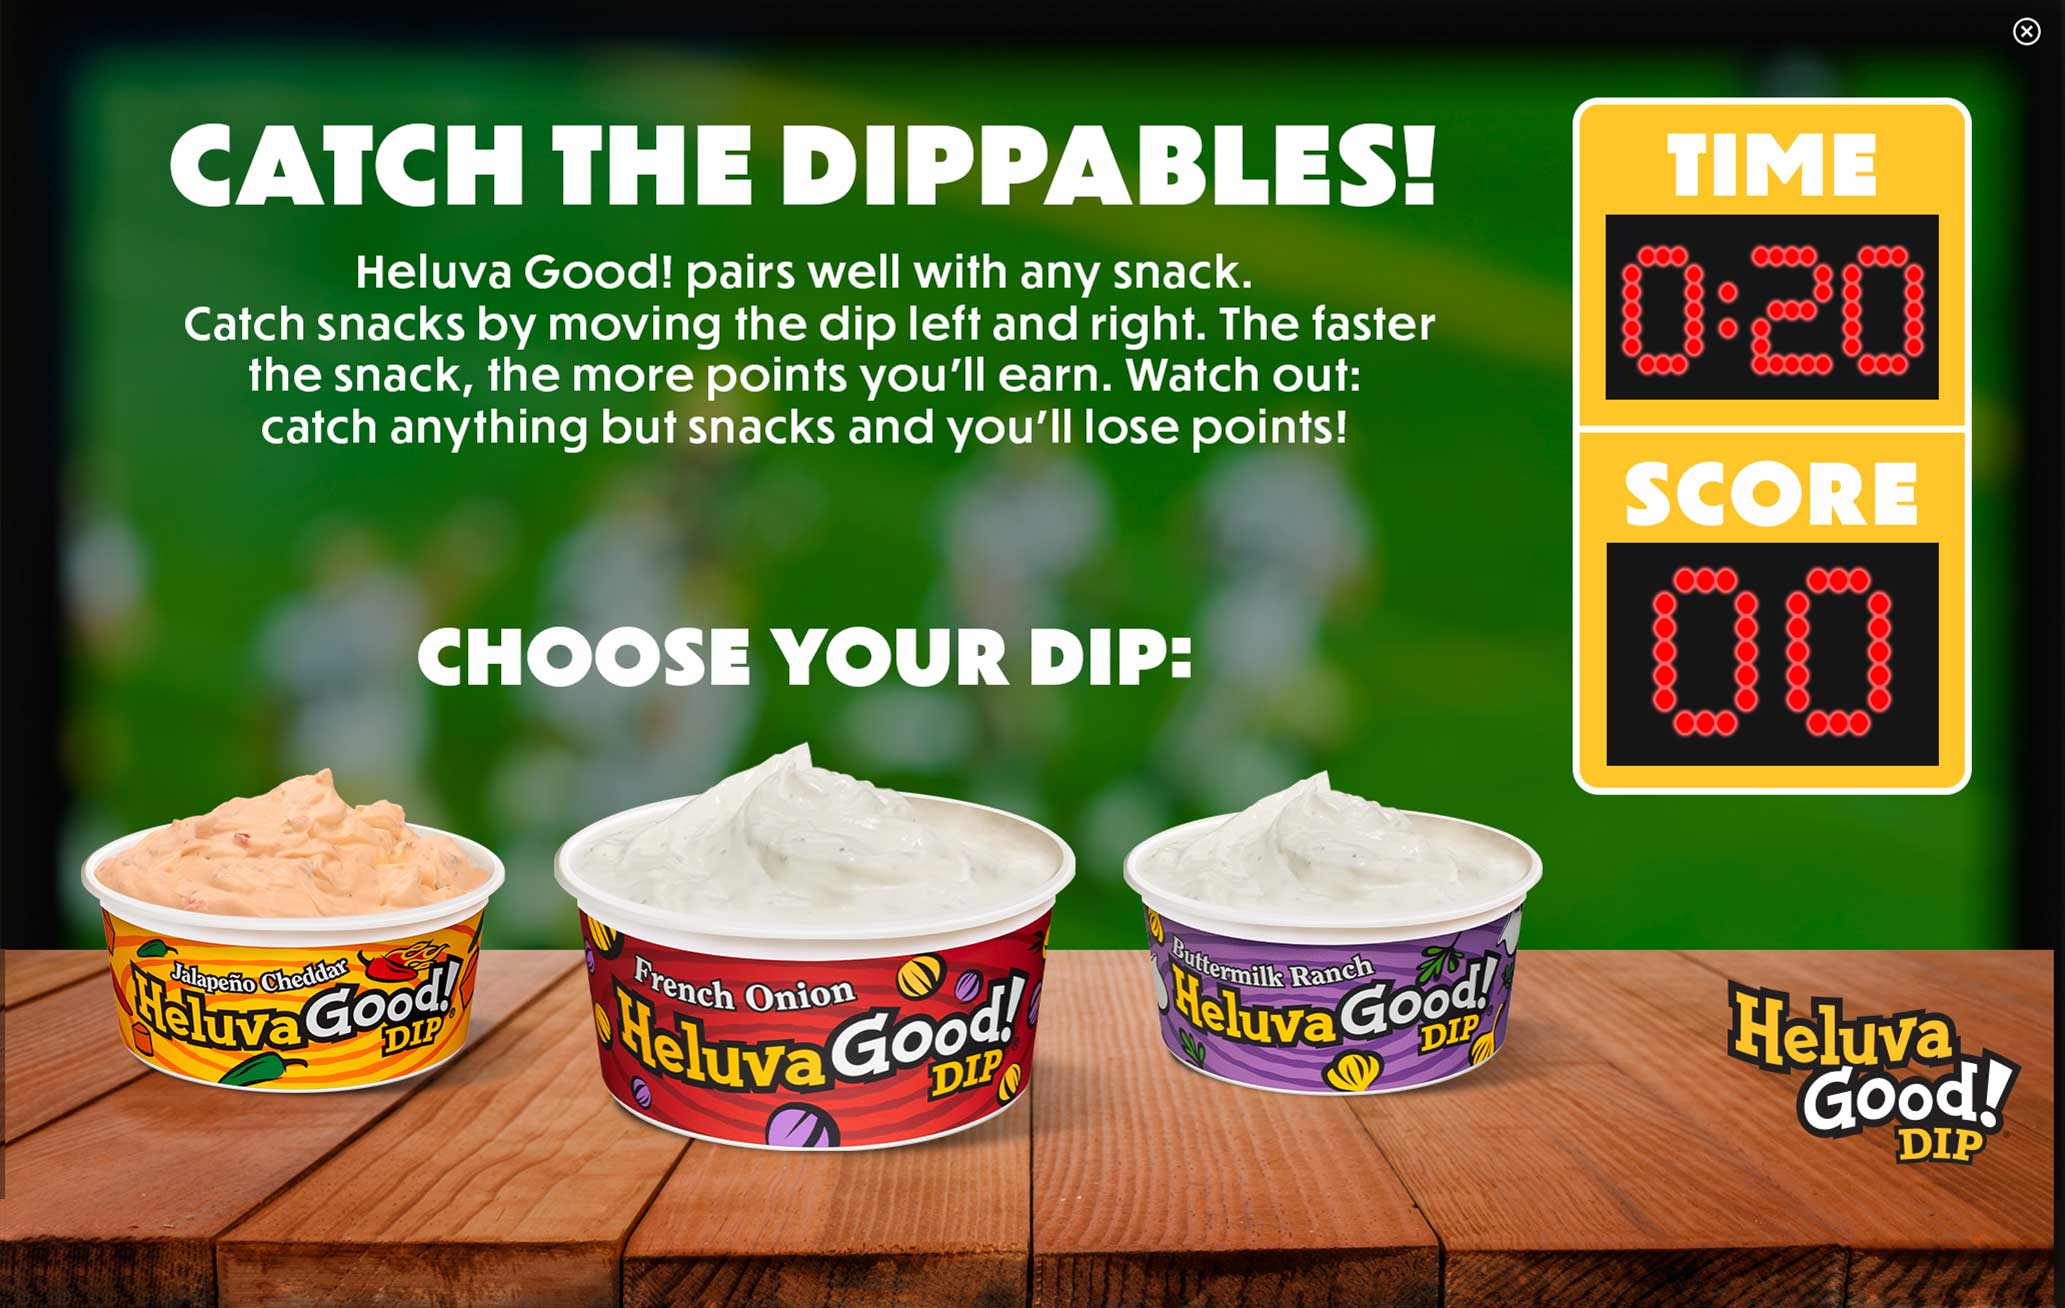 CATCH THE DIPPABLES!
Heluva Good! pairs well with any snack.
Catch snacks by moving the dip left and right. The faster
the snack, the more points you'll earn. Watch out:
catch anything but snacks and you'll lose points!
TIME
0:20
SCORE
00
CHOOSE YOUR DIP:
Jalapeño Cheddar
Heluva Good!
DIP
French Onion
Heluva Good!
DIP
Buttermilk Ranch
Heluva Good!
DIP
Heluva
Good!
DIP